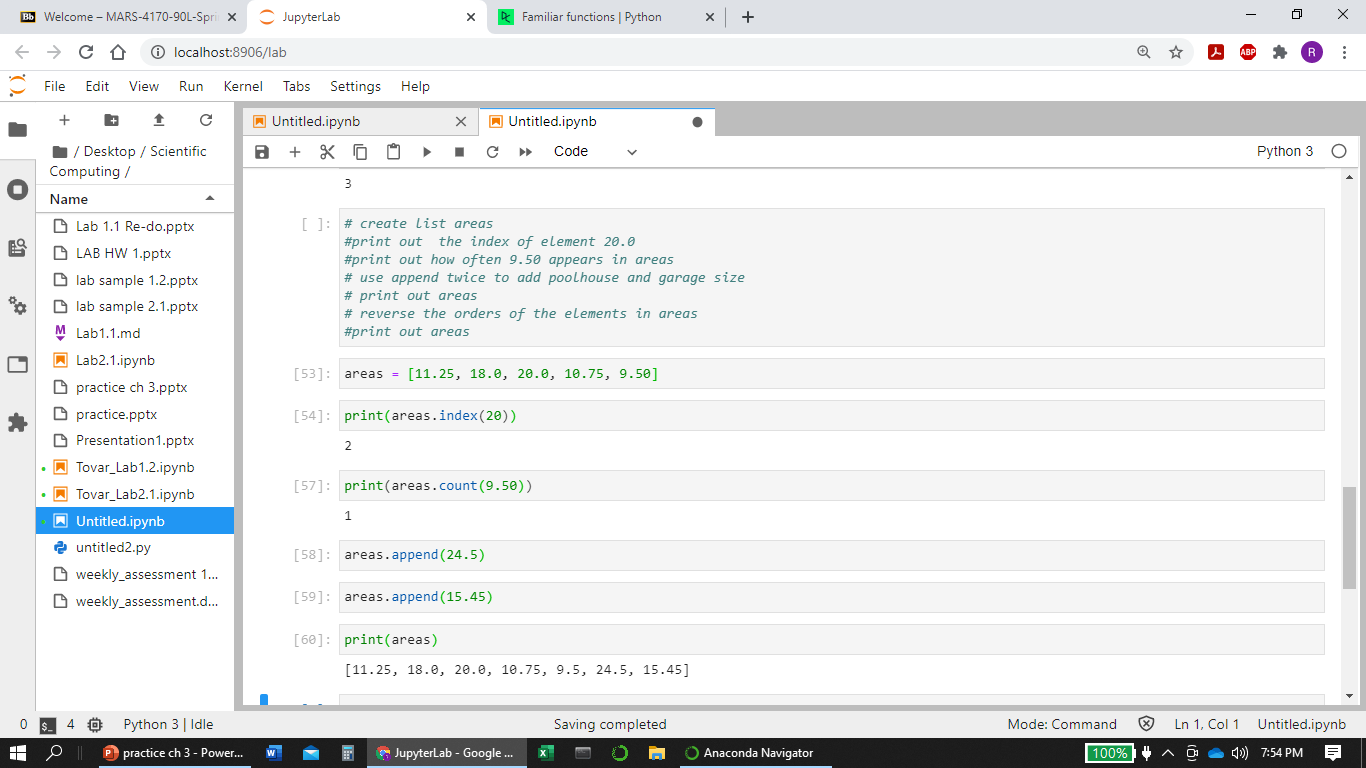 Welcome – MARS-4170-90L-Spri
JupyterLab
Familiar functions | Python
localhost:8906/lab
ABP
R
File Edit View Run Kernel Tabs Settings Help
/ Desktop / Scientific
Computing /
Name
Lab 1.1 Re-do.pptx
LAB HW 1.pptx
lab sample 1.2.pptx
lab sample 2.1.pptx
Lab1.1.md
Lab2.1.ipynb
practice ch 3.pptx
practice.pptx
Presentation1.pptx
Tovar_Lab1.2.ipynb
Tovar_Lab2.1.ipynb
Untitled.ipynb
untitled2.py
weekly_assessment 1...
weekly_assessment.d...
Untitled.ipynb
Untitled.ipynb
Code
Python 3
3
[ ]:
# create list areas
#print out  the index of element 20.0
#print out how often 9.50 appears in areas
# use append twice to add poolhouse and garage size
# print out areas
# reverse the orders of the elements in areas
#print out areas
[53]: areas = [11.25, 18.0, 20.0, 10.75, 9.50]
[54]: print(areas.index(20))
2
[57]: print(areas.count(9.50))
1
[58]: areas.append(24.5)
[59]: areas.append(15.45)
[60]: print(areas)
[11.25, 18.0, 20.0, 10.75, 9.5, 24.5, 15.45]
0 $_ 4 Python 3 | Idle
Saving completed
Mode: Command Ln 1, Col 1 Untitled.ipynb
practice ch 3 - Power...
JupyterLab - Google ...
Anaconda Navigator
100%
7:54 PM